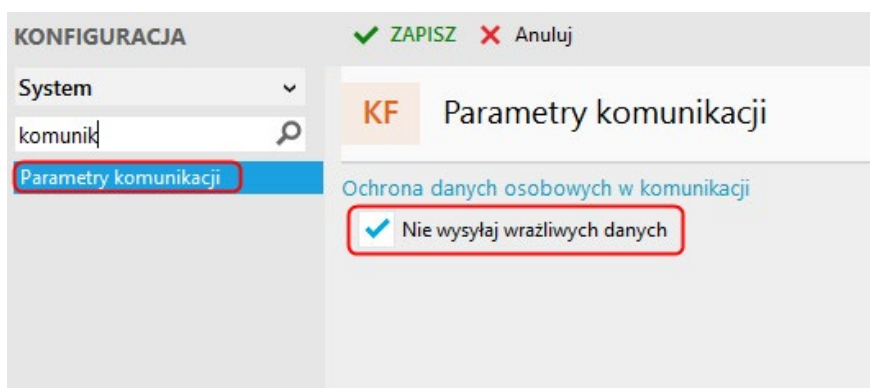 KONFIGURACJA
ZAPISZ Anuluj
System
komunik
KF Parametry komunikacji
Parametry komunikacji
Ochrona danych osobowych w komunikacji
Nie wysyłaj wrażliwych danych